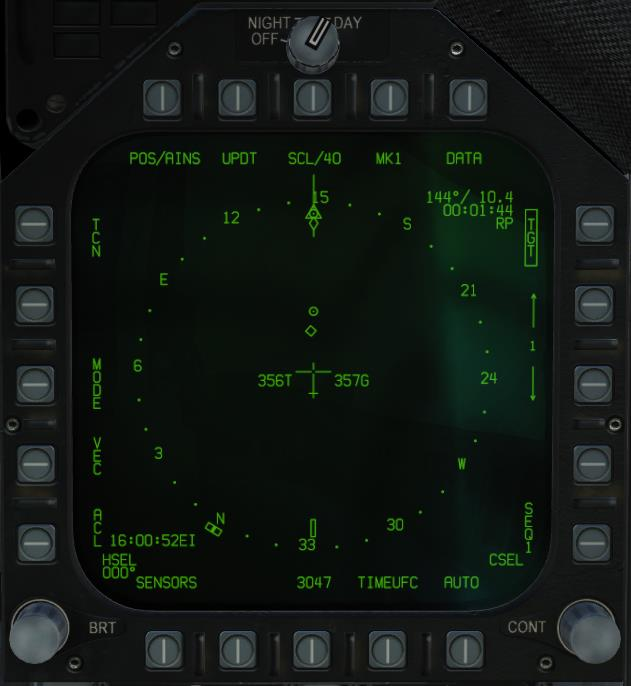 NIGHT DAY
OFF
POS/AINS UPDT SCL/40 MK1 DATA
144°/ 10.4
00:01:44
RP
TCN
TGT
12
15
S
E
21
1
6
356T
357G
24
MODE
VEC
3
W
ACL
N
30
33
SEQ1
16:00:52EI
HSEL
000°
CSEL
SENSORS 3047 TIMEUFC AUTO
BRT
CONT